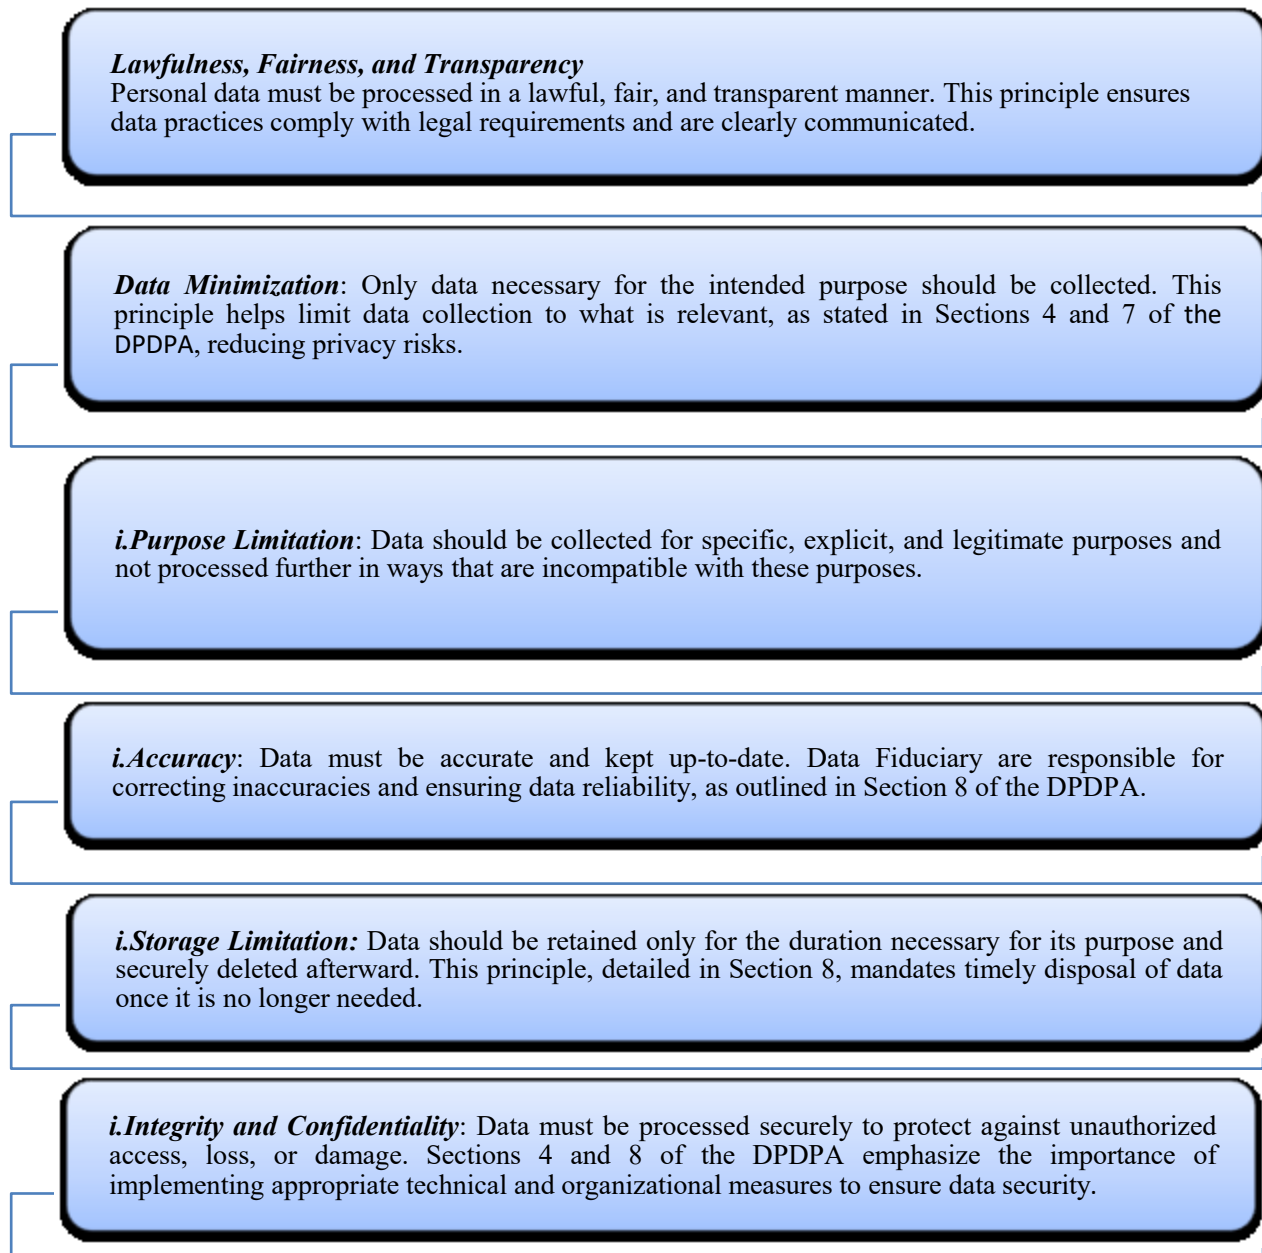 Lawfulness, Fairness, and Transparency
Personal data must be processed in a lawful, fair, and transparent manner. This principle ensures
data practices comply with legal requirements and are clearly communicated.
Data Minimization: Only data necessary for the intended purpose should be collected. This
principle helps limit data collection to what is relevant, as stated in Sections 4 and 7 of the
DPDPA, reducing privacy risks.
i.Purpose Limitation: Data should be collected for specific, explicit, and legitimate purposes and
not processed further in ways that are incompatible with these purposes.
i.Accuracy: Data must be accurate and kept up-to-date. Data Fiduciary are responsible for
correcting inaccuracies and ensuring data reliability, as outlined in Section 8 of the DPDPA.
i.Storage Limitation: Data should be retained only for the duration necessary for its purpose and
securely deleted afterward. This principle, detailed in Section 8, mandates timely disposal of data
once it is no longer needed.
i.Integrity and Confidentiality: Data must be processed securely to protect against unauthorized
access, loss, or damage. Sections 4 and 8 of the DPDPA emphasize the importance of
implementing appropriate technical and organizational measures to ensure data security.